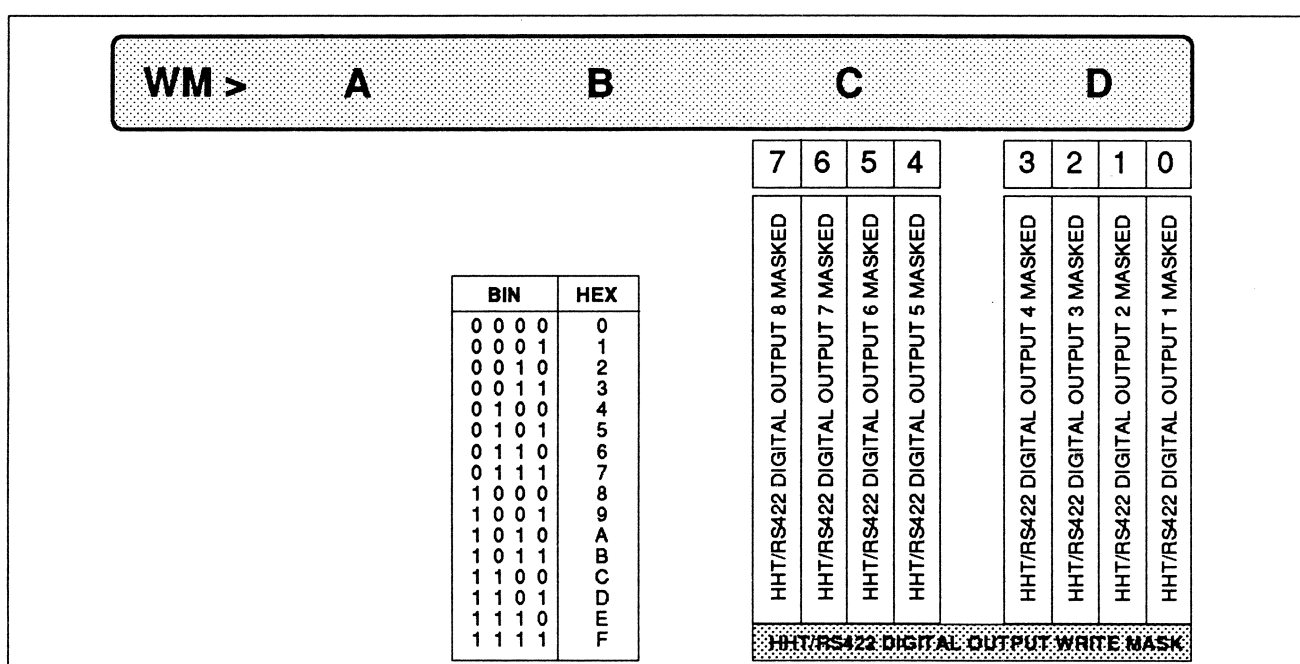 WM > A B C D
7 6 5 4 3 2 1 0
HHT/RS422 DIGITAL OUTPUT 8 MASKED
HHT/RS422 DIGITAL OUTPUT 7 MASKED
HHT/RS422 DIGITAL OUTPUT 6 MASKED
HHT/RS422 DIGITAL OUTPUT 5 MASKED
HHT/RS422 DIGITAL OUTPUT 4 MASKED
HHT/RS422 DIGITAL OUTPUT 3 MASKED
HHT/RS422 DIGITAL OUTPUT 2 MASKED
HHT/RS422 DIGITAL OUTPUT 1 MASKED
BIN HEX
0 0 0 0 0
0 0 0 1 1
0 0 1 0 2
0 0 1 1 3
0 1 0 0 4
0 1 0 1 5
0 1 1 0 6
0 1 1 1 7
1 0 0 0 8
1 0 0 1 9
1 0 1 0 A
1 0 1 1 B
1 1 0 0 C
1 1 0 1 D
1 1 1 0 E
1 1 1 1 F
HHT/RS422 DIGITAL OUTPUT WRITE MASK